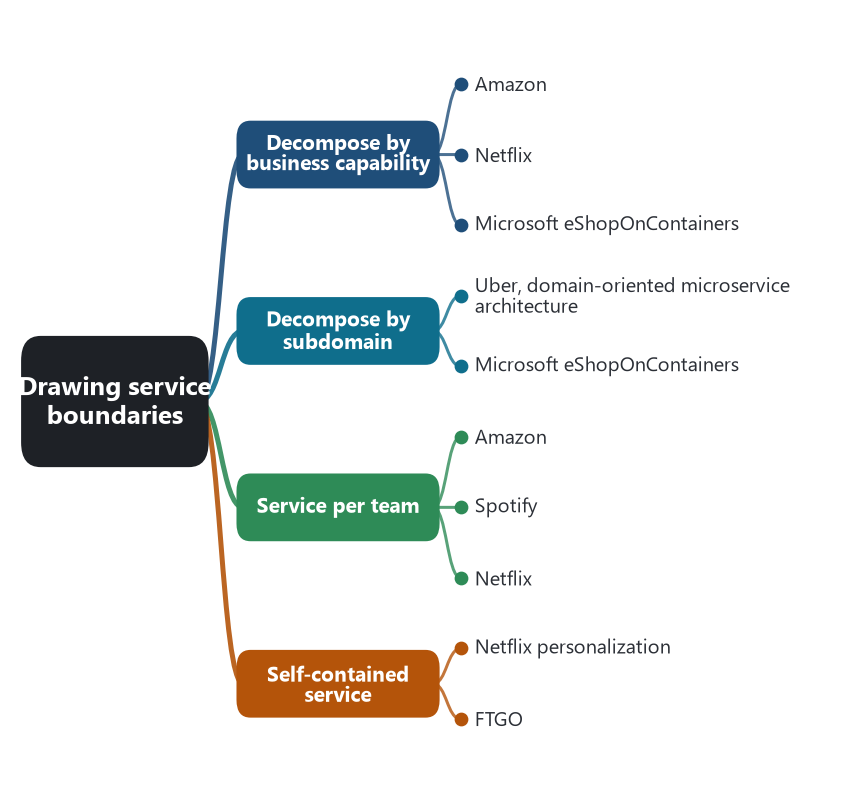 Drawing service
boundaries
Decompose by
business capability
Amazon
Netflix
Microsoft eShopOnContainers
Decompose by
subdomain
Uber, domain-oriented microservice
architecture
Microsoft eShopOnContainers
Service per team
Amazon
Spotify
Netflix
Self-contained
service
Netflix personalization
FTGO